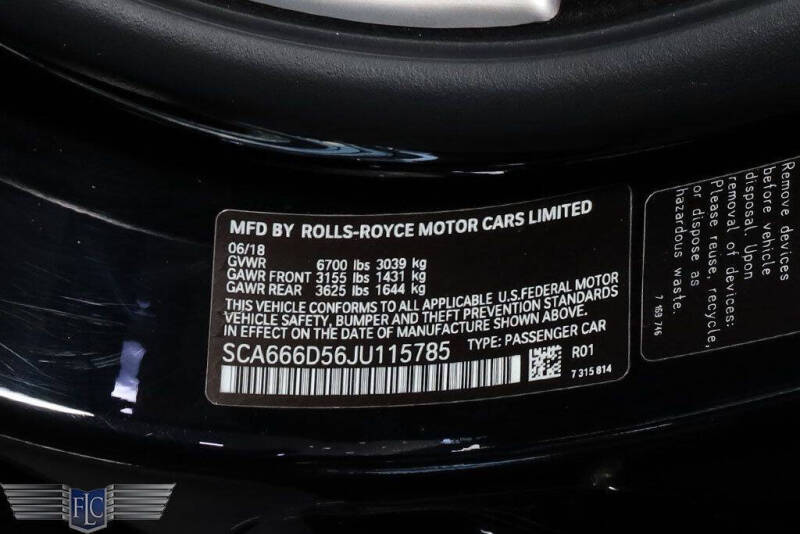 MFD BY ROLLS-ROYCE MOTOR CARS LIMITED
06/18
GVWR 6700 lbs 3039 kg
GAWR FRONT 3155 lbs 1431 kg
GAWR REAR 3625 lbs 1644 kg
THIS VEHICLE CONFORMS TO ALL APPLICABLE U.S.FEDERAL MOTOR
VEHICLE SAFETY, BUMPER AND THEFT PREVENTION STANDARDS
IN EFFECT ON THE DATE OF MANUFACTURE SHOWN ABOVE.
SCA666D56JU115785 TYPE: PASSENGER CAR
R01
7 315 814
Remove devices
before vehicle
disposal. Upon
removal of devices:
Please reuse, recycle,
or dispose as
hazardous waste.
7 163 746
FLC